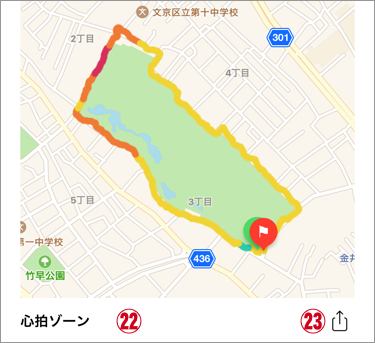 文京区立第十中学校
2丁目
301
4丁目
5丁目
3丁目
第一中学校
436
金井
竹早公園
心拍ゾーン 22 23